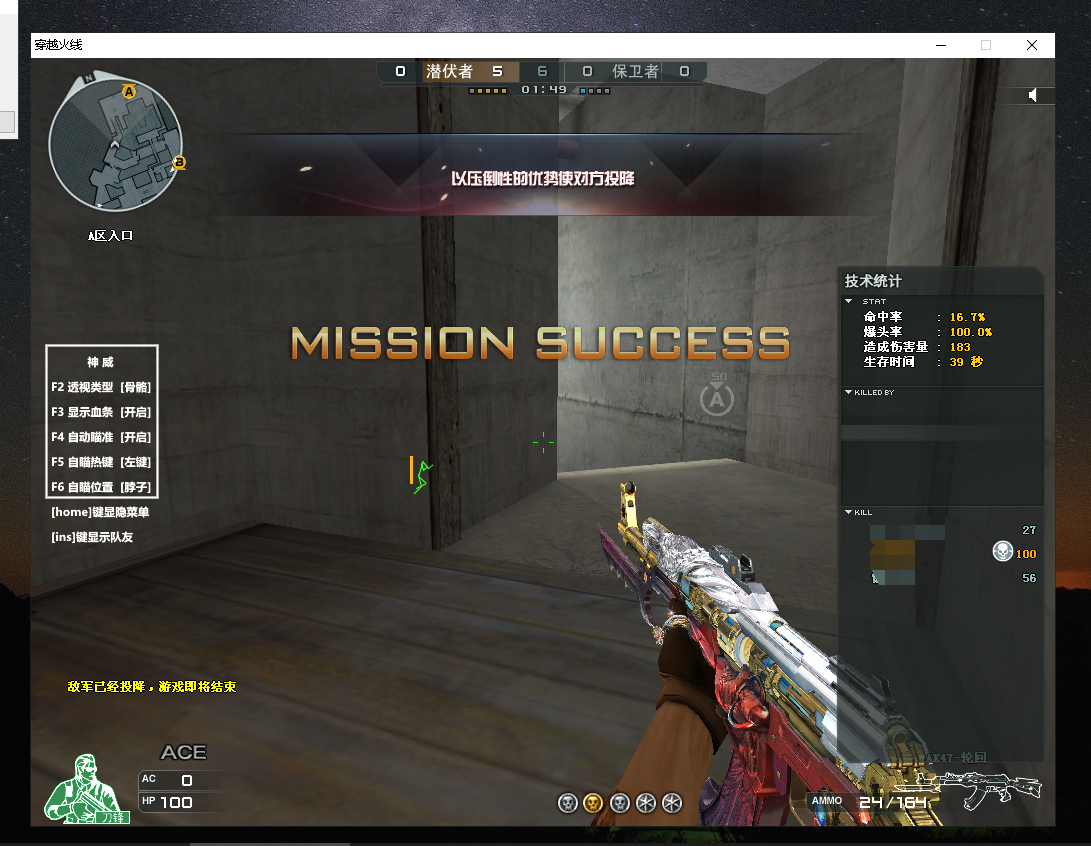 穿越火线
0 潜伏者 5 6 0 保卫者 0
01:49
N
A
B
A区入口
以压倒性的优势使对方投降
MISSION SUCCESS
技术统计
STAT
命中率 : 16.7%
爆头率 : 100.0%
造成伤害量 : 183
生存时间 : 39 秒
KILLED BY
KILL
27
100
56
-50
A
神威
F2 透视类型 [骨骼]
F3 显示血条 [开启]
F4 自动瞄准 [开启]
F5 自瞄热键 [左键]
F6 自瞄位置 [脖子]
[home]键显隐菜单
[ins]键显示队友
敌军已经投降，游戏即将结束
ACE
AC 0
HP 100
刀锋
AK47-轮回
AMMO 24/164